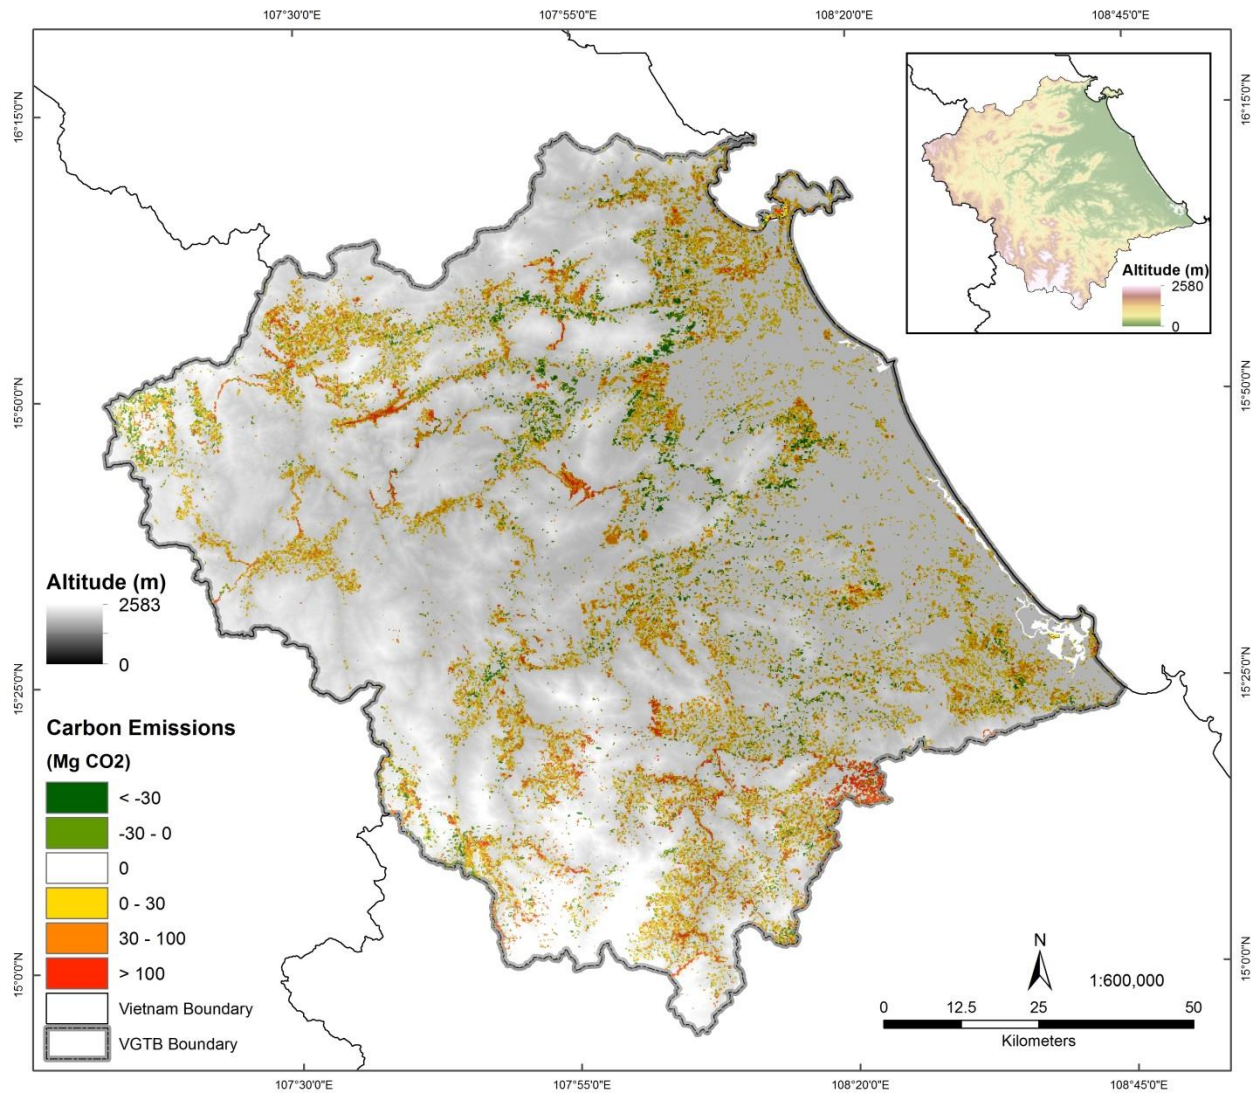 107°30'0"E 107°55'0"E 108°20'0"E 108°45'0"E
16°15'0"N
16°15'0"N
Altitude (m)
2580
0
15°50'0"N
15°50'0"N
Altitude (m)
2583
0
15°25'0"N
15°25'0"N
Carbon Emissions
(Mg CO2)
< -30
-30 - 0
0
0 - 30
30 - 100
> 100
Vietnam Boundary
VGTB Boundary
15°0'0"N
15°0'0"N
N
1:600,000
0 12.5 25 50
Kilometers
107°30'0"E 107°55'0"E 108°20'0"E 108°45'0"E